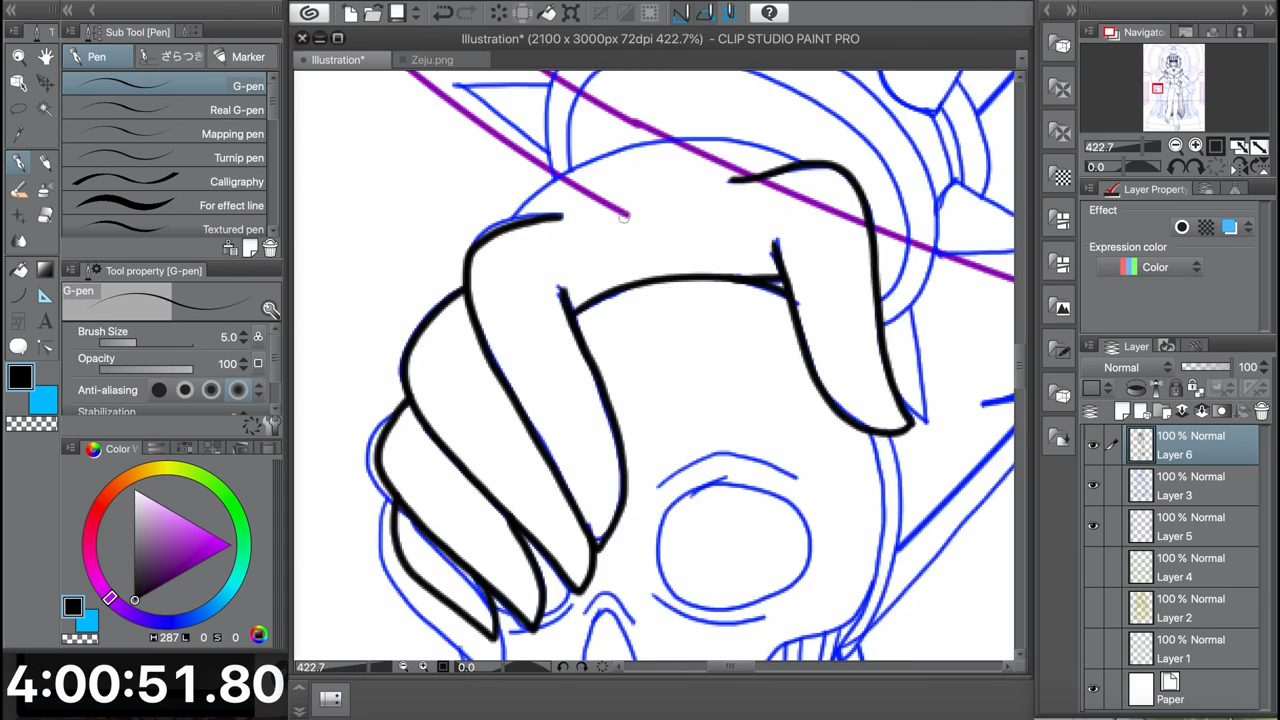 Sub Tool [Pen]
Illustration* (2100 x 3000px 72dpi 422.7%) - CLIP STUDIO PAINT PRO
Navigato
Pen
ざらつき
Marker
Illustration*
Zeju.png
G-pen
Real G-pen
Mapping pen
Turnip pen
Calligraphy
For effect line
Textured pen
422.7
0.0
Layer Property
Effect
Expression color
Color
Tool property [G-pen]
G-pen
Brush Size
5.0
Opacity
100
Anti-aliasing
Stabilization
Layer
Normal
100
100 % Normal
Layer 6
100 % Normal
Layer 3
100 % Normal
Layer 5
100 % Normal
Layer 4
100 % Normal
Layer 2
100 % Normal
Layer 1
Paper
Color
H 287 L 0 S 0
422.7
0.0
4:00:51.80